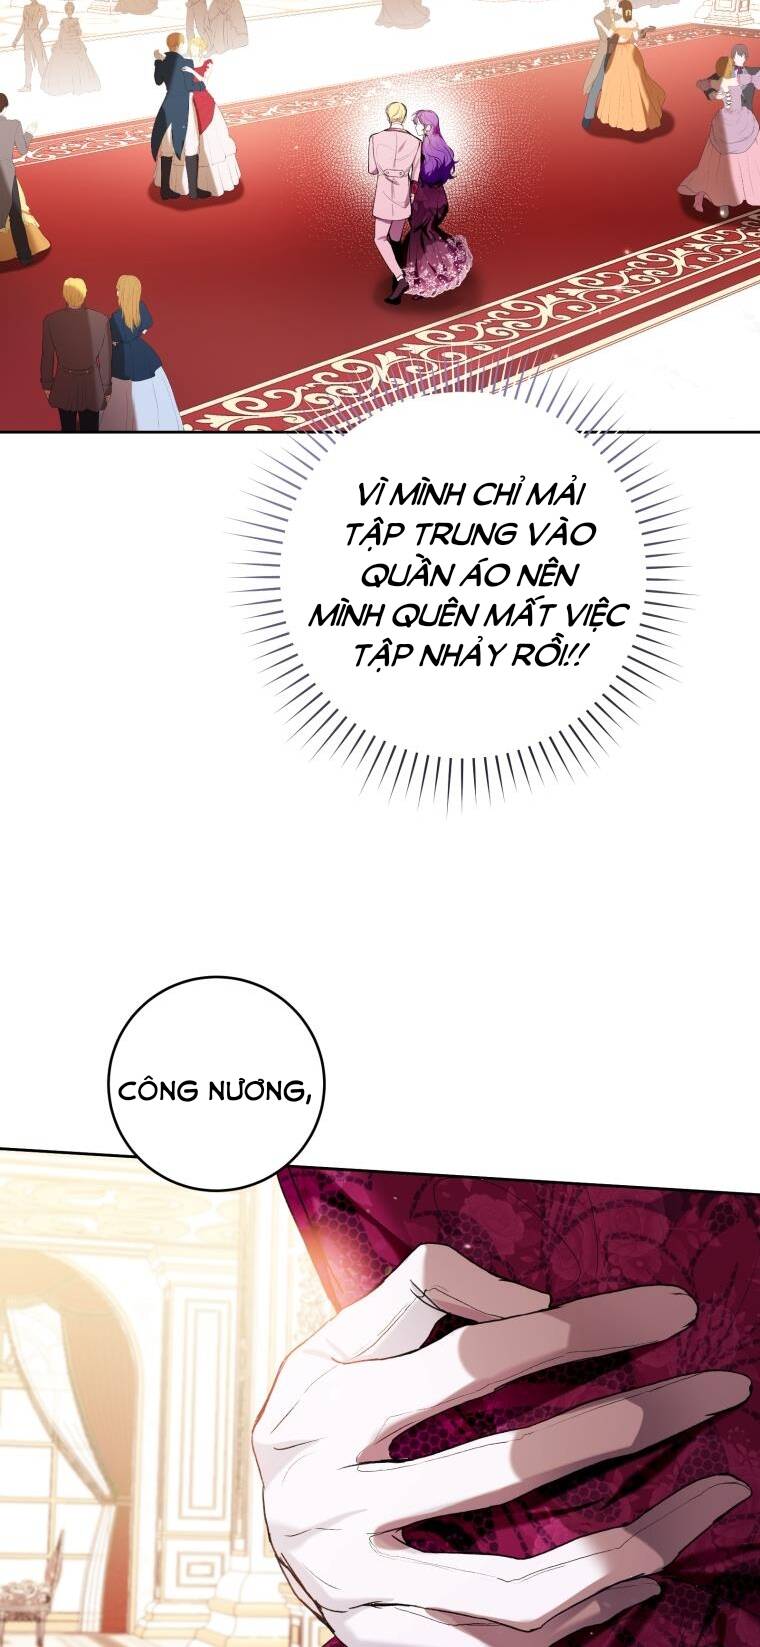 VÌ MÌNH CHỈ MẢI
TẬP TRUNG VÀO
QUẦN ÁO NÊN
MÌNH QUÊN MẤT VIỆC
TẬP NHẢY RỒI!!
CÔNG NƯƠNG,